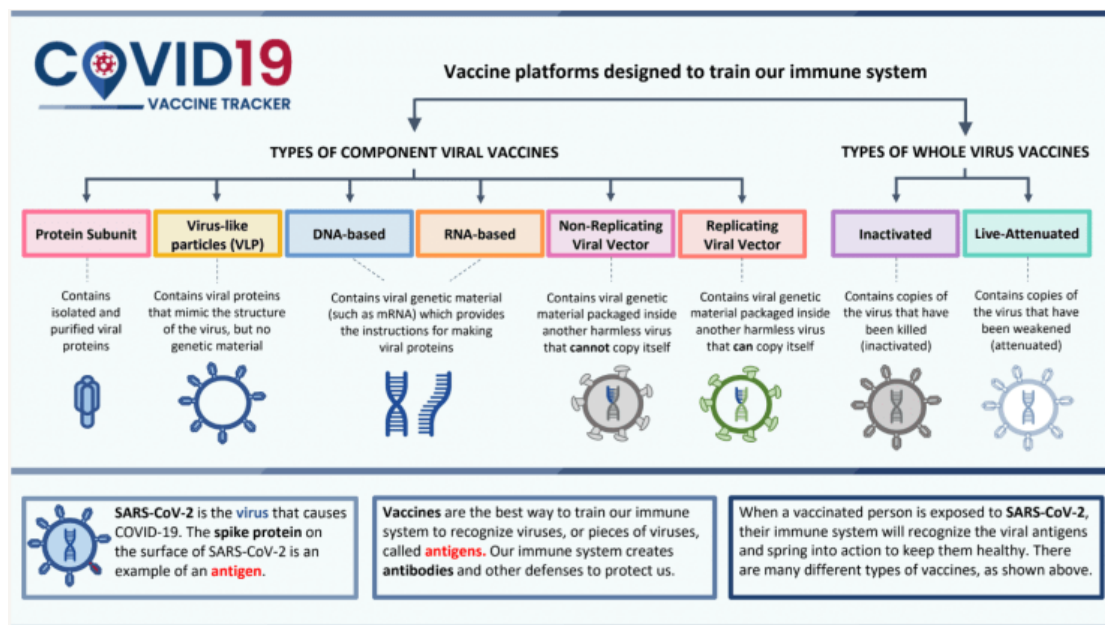 COVID19
VACCINE TRACKER
Vaccine platforms designed to train our immune system
TYPES OF COMPONENT VIRAL VACCINES
TYPES OF WHOLE VIRUS VACCINES
Protein Subunit
Virus-like
particles (VLP)
DNA-based
RNA-based
Non-Replicating
Viral Vector
Replicating
Viral Vector
Inactivated
Live-Attenuated
Contains
isolated and
purified viral
proteins
Contains viral proteins
that mimic the structure
of the virus, but no
genetic material
Contains viral genetic material
(such as mRNA) which provides
the instructions for making
viral proteins
Contains viral genetic
material packaged inside
another harmless virus
that cannot copy itself
Contains viral genetic
material packaged inside
another harmless virus
that can copy itself
Contains copies of
the virus that have
been killed
(inactivated)
Contains copies of
the virus that have
been weakened
(attenuated)
SARS-CoV-2 is the virus that causes
COVID-19. The spike protein on
the surface of SARS-CoV-2 is an
example of an antigen.
Vaccines are the best way to train our immune
system to recognize viruses, or pieces of viruses,
called antigens. Our immune system creates
antibodies and other defenses to protect us.
When a vaccinated person is exposed to SARS-CoV-2,
their immune system will recognize the viral antigens
and spring into action to keep them healthy. There
are many different types of vaccines, as shown above.